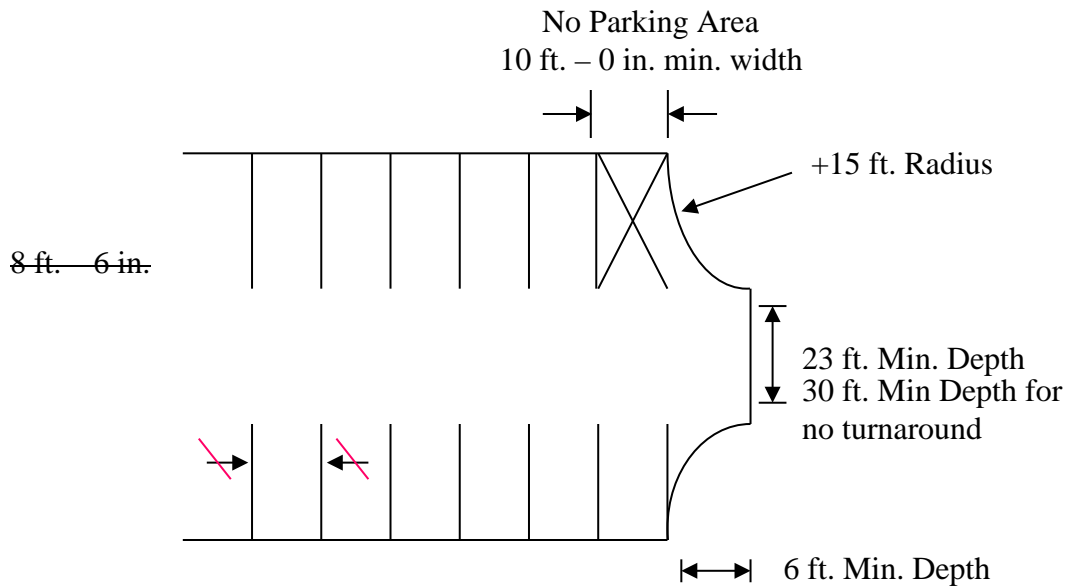 No Parking Area
10 ft. – 0 in. min. width
+15 ft. Radius
8 ft. – 6 in.
23 ft. Min. Depth
30 ft. Min Depth for
no turnaround
6 ft. Min. Depth